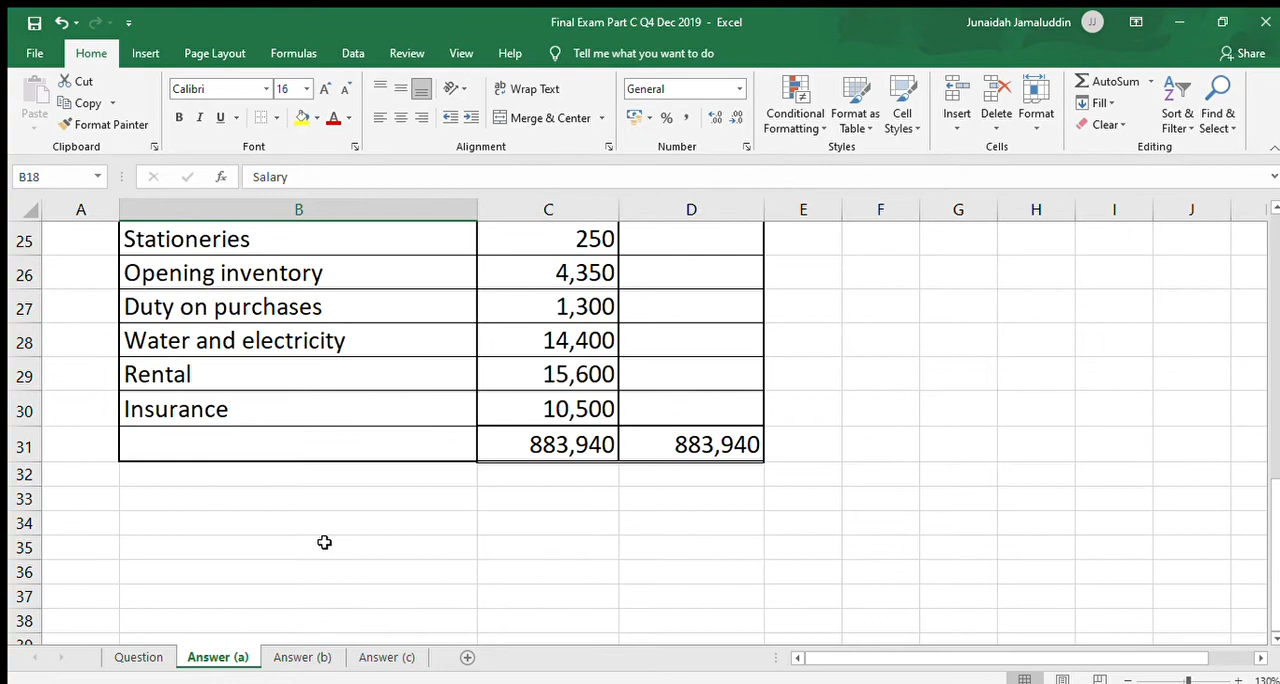 Final Exam Part C Q4 Dec 2019 - Excel
Junaidah Jamaluddin JJ
File Home Insert Page Layout Formulas Data Review View Help Tell me what you want to do Share
Paste
Cut
Copy
Format Painter
Clipboard
Calibri 16 A A
B I U A
Font
Wrap Text
Merge & Center
Alignment
General
% ,
Number
Conditional Formatting
Format as Table
Cell Styles
Styles
Insert Delete Format
Cells
AutoSum
Fill
Clear
Sort & Filter
Find & Select
Editing
B18 fx Salary
A B C D E F G H I J
25 Stationeries 250
26 Opening inventory 4,350
27 Duty on purchases 1,300
28 Water and electricity 14,400
29 Rental 15,600
30 Insurance 10,500
31 883,940 883,940
32
33
34
35
36
37
38
39
Question Answer (a) Answer (b) Answer (c)
130%